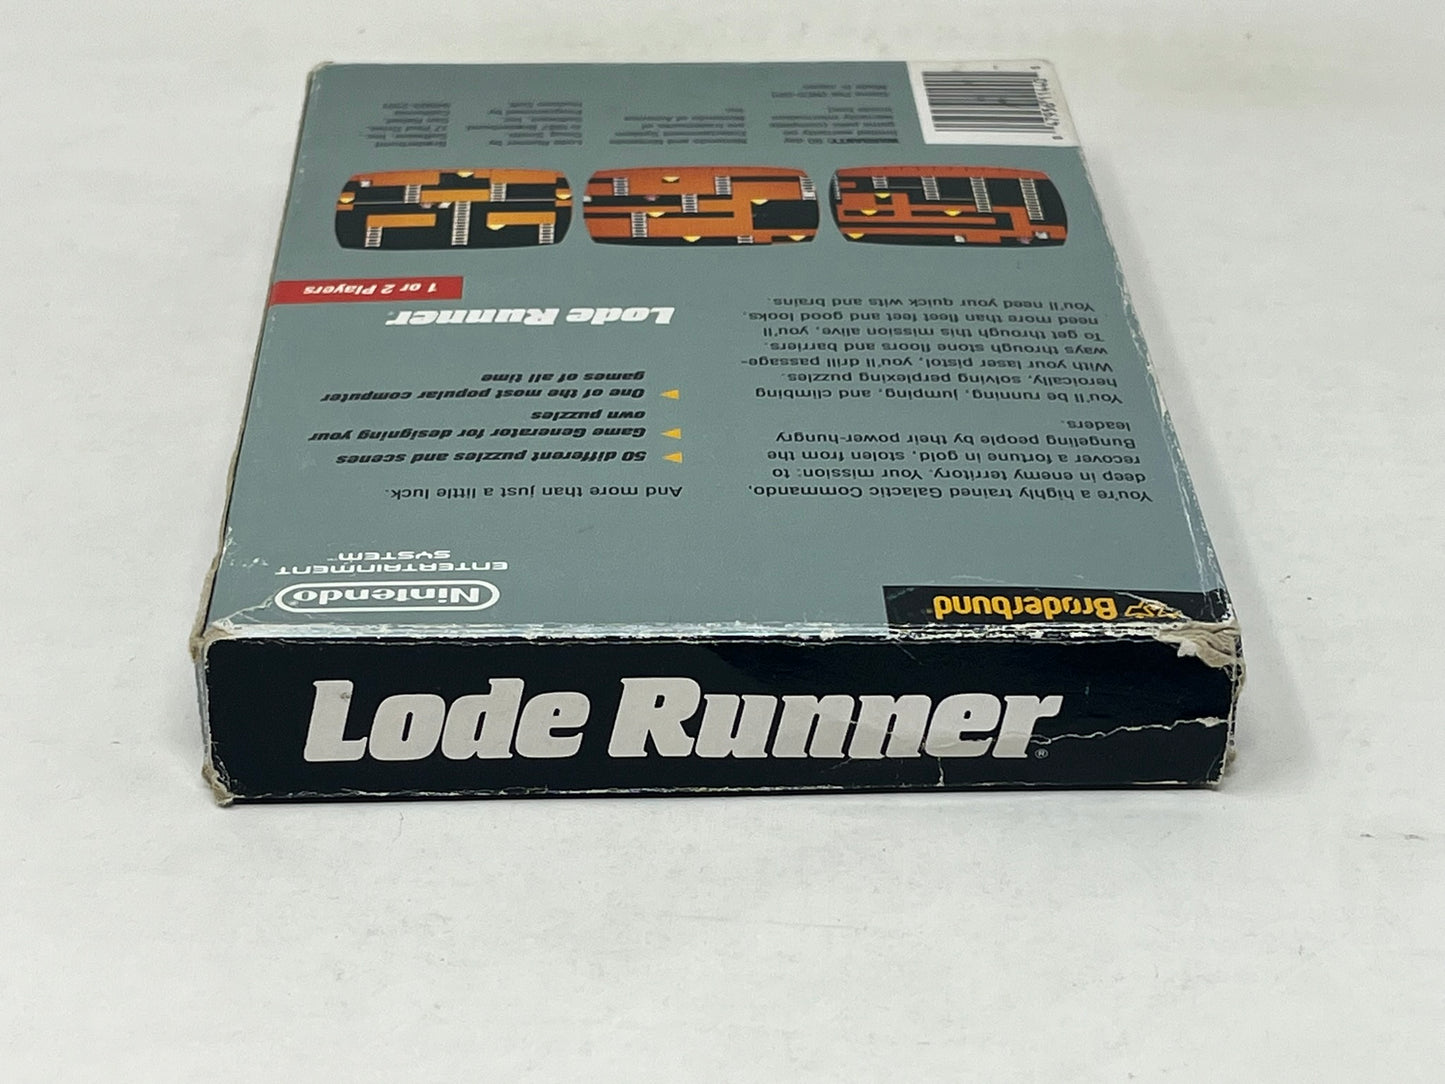 Lode Runner®
Brøderbund®
Nintendo®
ENTERTAINMENT
SYSTEM™
You're a highly trained Galactic Commando,
deep in enemy territory. Your mission: to
recover a fortune in gold, stolen from the
Bungeling people by their power-hungry
leaders.
You'll be running, jumping, and climbing
heroically, solving perplexing puzzles.
With your laser pistol, you'll drill passage-
ways through stone floors and barriers.
To get through this mission alive, you'll
need more than fleet feet and good looks.
You'll need your quick wits and brains.
And more than just a little luck.
50 different puzzles and scenes
Game Generator for designing your
own puzzles
One of the most popular computer
games of all time
Lode Runner®
1 or 2 Players